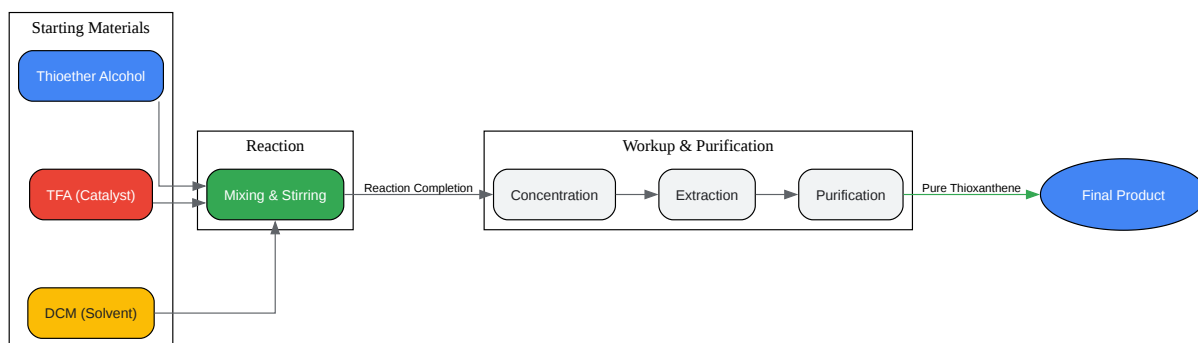 Starting Materials
Thioether Alcohol
TFA (Catalyst)
DCM (Solvent)
Reaction
Mixing & Stirring
Reaction Completion
Workup & Purification
Concentration
Extraction
Purification
Pure Thioxanthene
Final Product